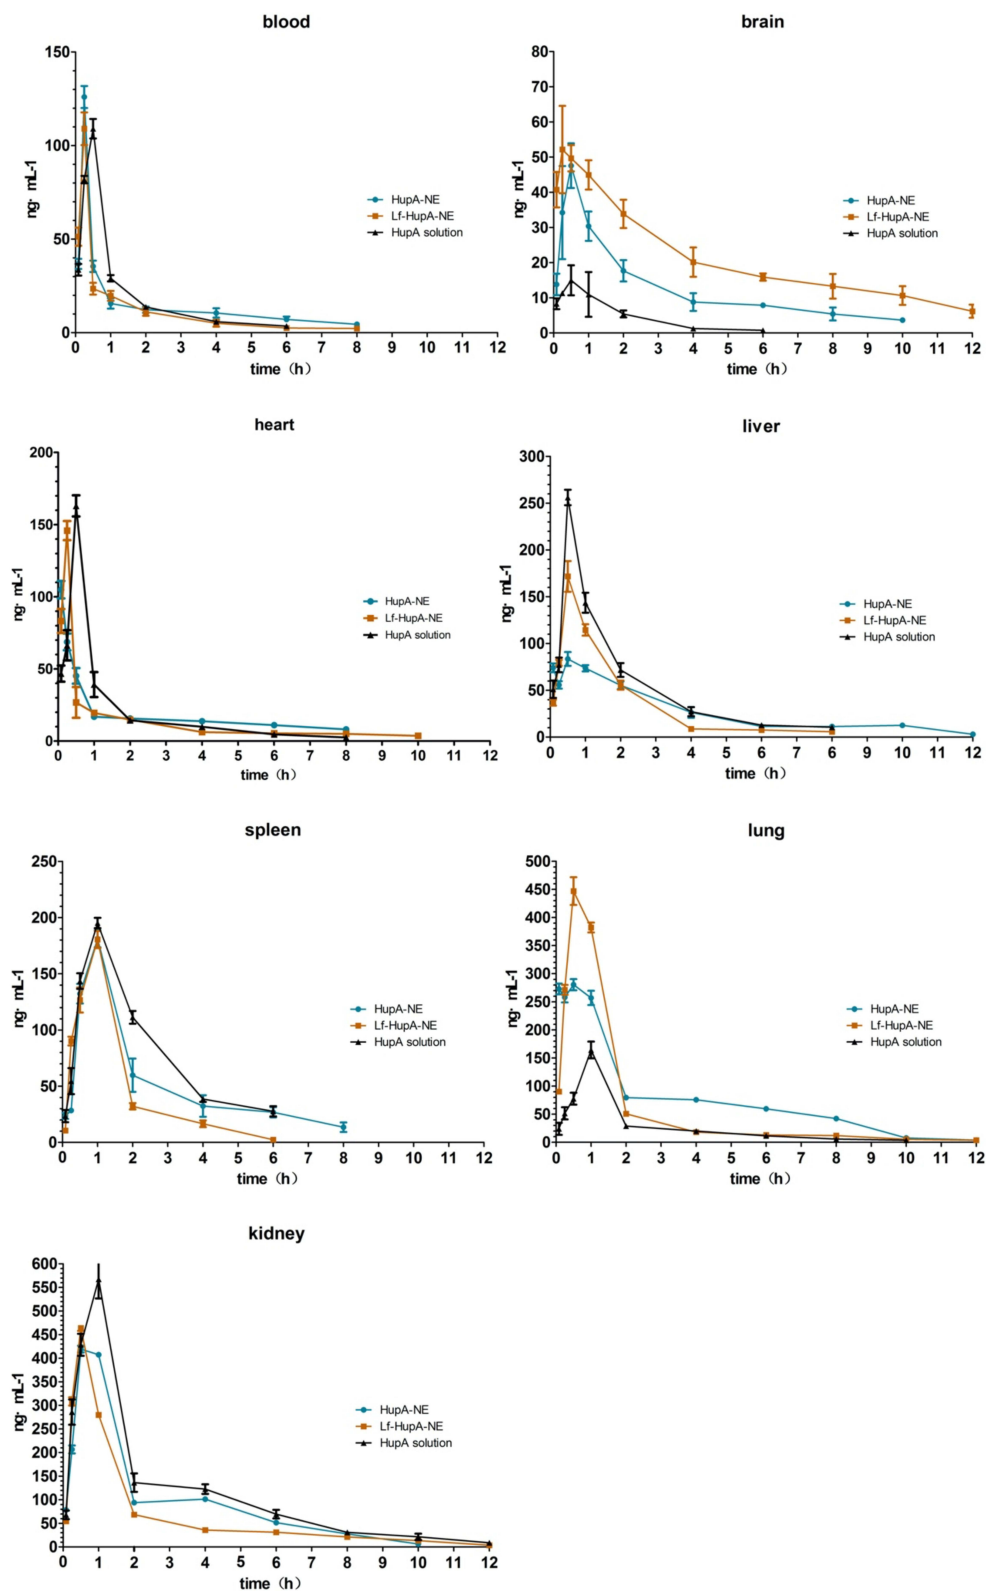 blood
150
100
50
0
ng· mL-1
0 1 2 3 4 5 6 7 8 9 10 11 12
time (h)
HupA-NE
Lf-HupA-NE
HupA solution
brain
80
70
60
50
40
30
20
10
0
ng· mL-1
0 1 2 3 4 5 6 7 8 9 10 11 12
time (h)
HupA-NE
Lf-HupA-NE
HupA solution
heart
200
150
100
50
0
ng· mL-1
0 1 2 3 4 5 6 7 8 9 10 11 12
time (h)
HupA-NE
Lf-HupA-NE
HupA solution
liver
300
250
200
150
100
50
0
ng· mL-1
0 1 2 3 4 5 6 7 8 9 10 11 12
time (h)
HupA-NE
Lf-HupA-NE
HupA solution
spleen
250
200
150
100
50
0
ng· mL-1
0 1 2 3 4 5 6 7 8 9 10 11 12
time (h)
HupA-NE
Lf-HupA-NE
HupA solution
lung
500
450
400
350
300
250
200
150
100
50
0
ng· mL-1
0 1 2 3 4 5 6 7 8 9 10 11 12
time (h)
HupA-NE
Lf-HupA-NE
HupA solution
kidney
600
550
500
450
400
350
300
250
200
150
100
50
0
ng· mL-1
0 1 2 3 4 5 6 7 8 9 10 11 12
time (h)
HupA-NE
Lf-HupA-NE
HupA solution